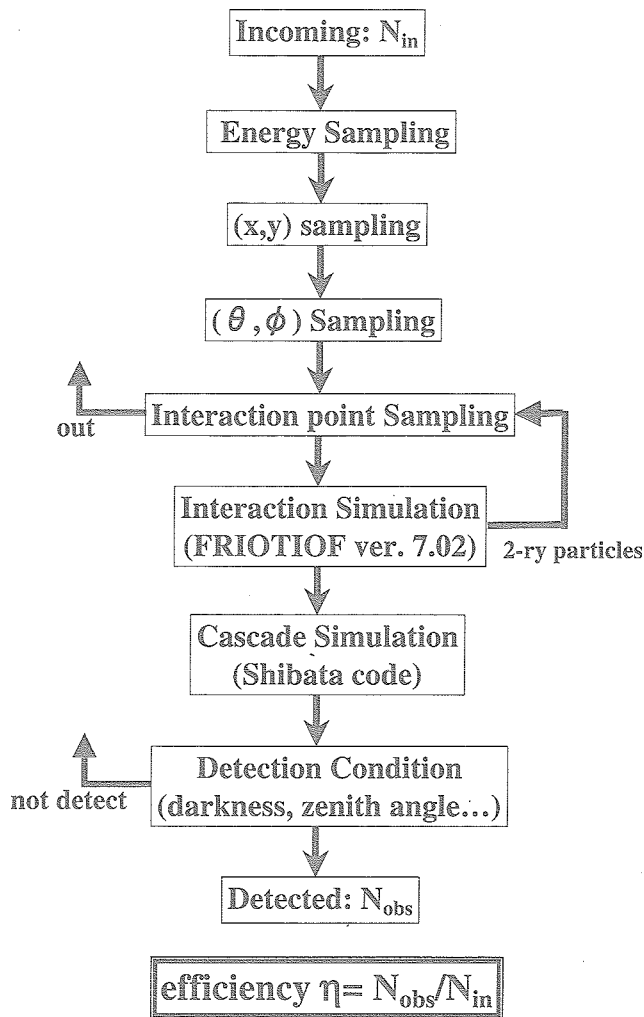 Incoming: N_in
Energy Sampling
(x,y) sampling
(θ,ϕ) Sampling
Interaction point Sampling
out
Interaction Simulation
(FRIOTIOF ver. 7.02)
2-ry particles
Cascade Simulation
(Shibata code)
Detection Condition
(darkness, zenith angle…)
not detect
Detected: N_obs
efficiency η= N_obs/N_in